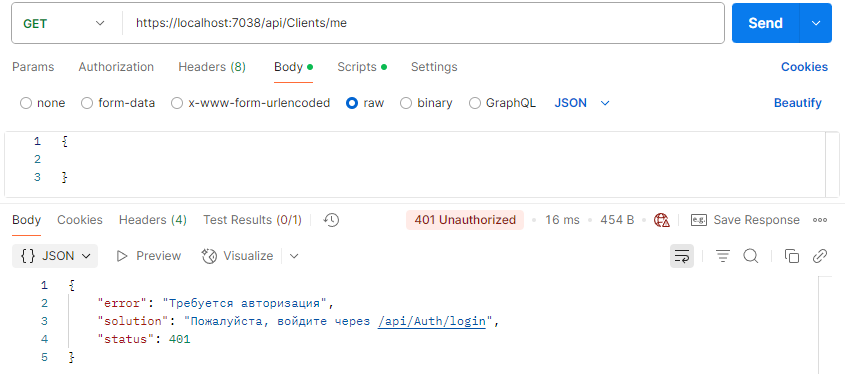 GET https://localhost:7038/api/Clients/me Send
Params Authorization Headers (8) Body Scripts Settings Cookies
none form-data x-www-form-urlencoded raw binary GraphQL JSON Beautify
1 {
2
3 }
Body Cookies Headers (4) Test Results (0/1) 401 Unauthorized 16 ms 454 B e.g. Save Response
{} JSON Preview Visualize
1 {
2 "error": "Требуется авторизация",
3 "solution": "Пожалуйста, войдите через /api/Auth/login",
4 "status": 401
5 }